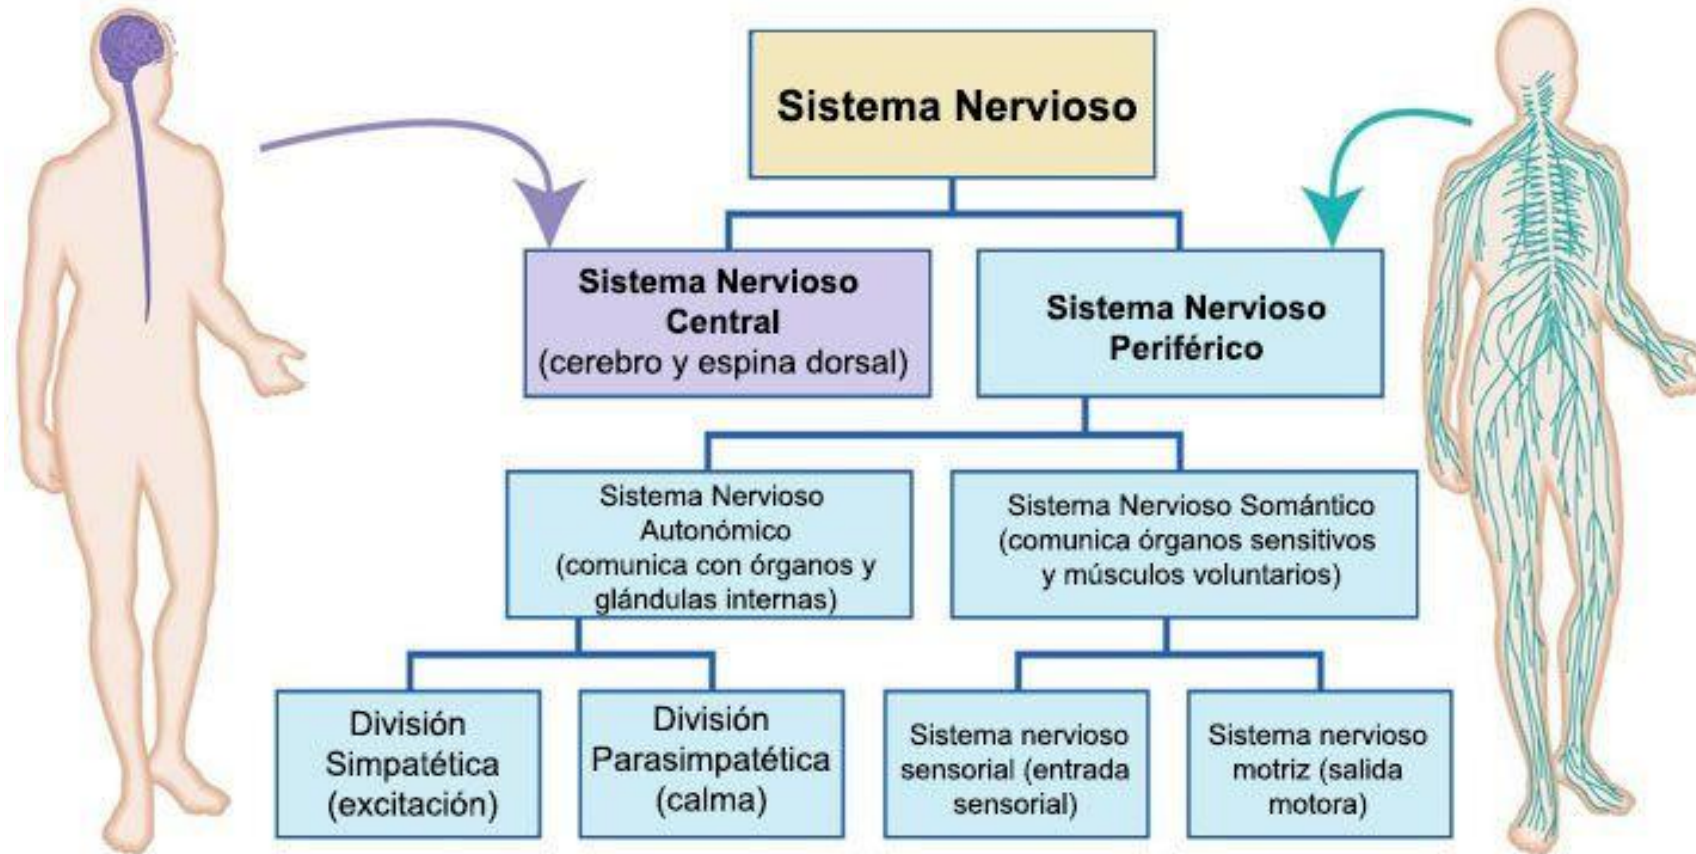 Sistema Nervioso
Sistema Nervioso
Central
(cerebro y espina dorsal)
Sistema Nervioso
Periférico
Sistema Nervioso
Autonómico
(comunica con órganos y
glándulas internas)
Sistema Nervioso Somántico
(comunica órganos sensitivos
y músculos voluntarios)
División
Simpatética
(excitación)
División
Parasimpatética
(calma)
Sistema nervioso
sensorial (entrada
sensorial)
Sistema nervioso
motriz (salida
motora)